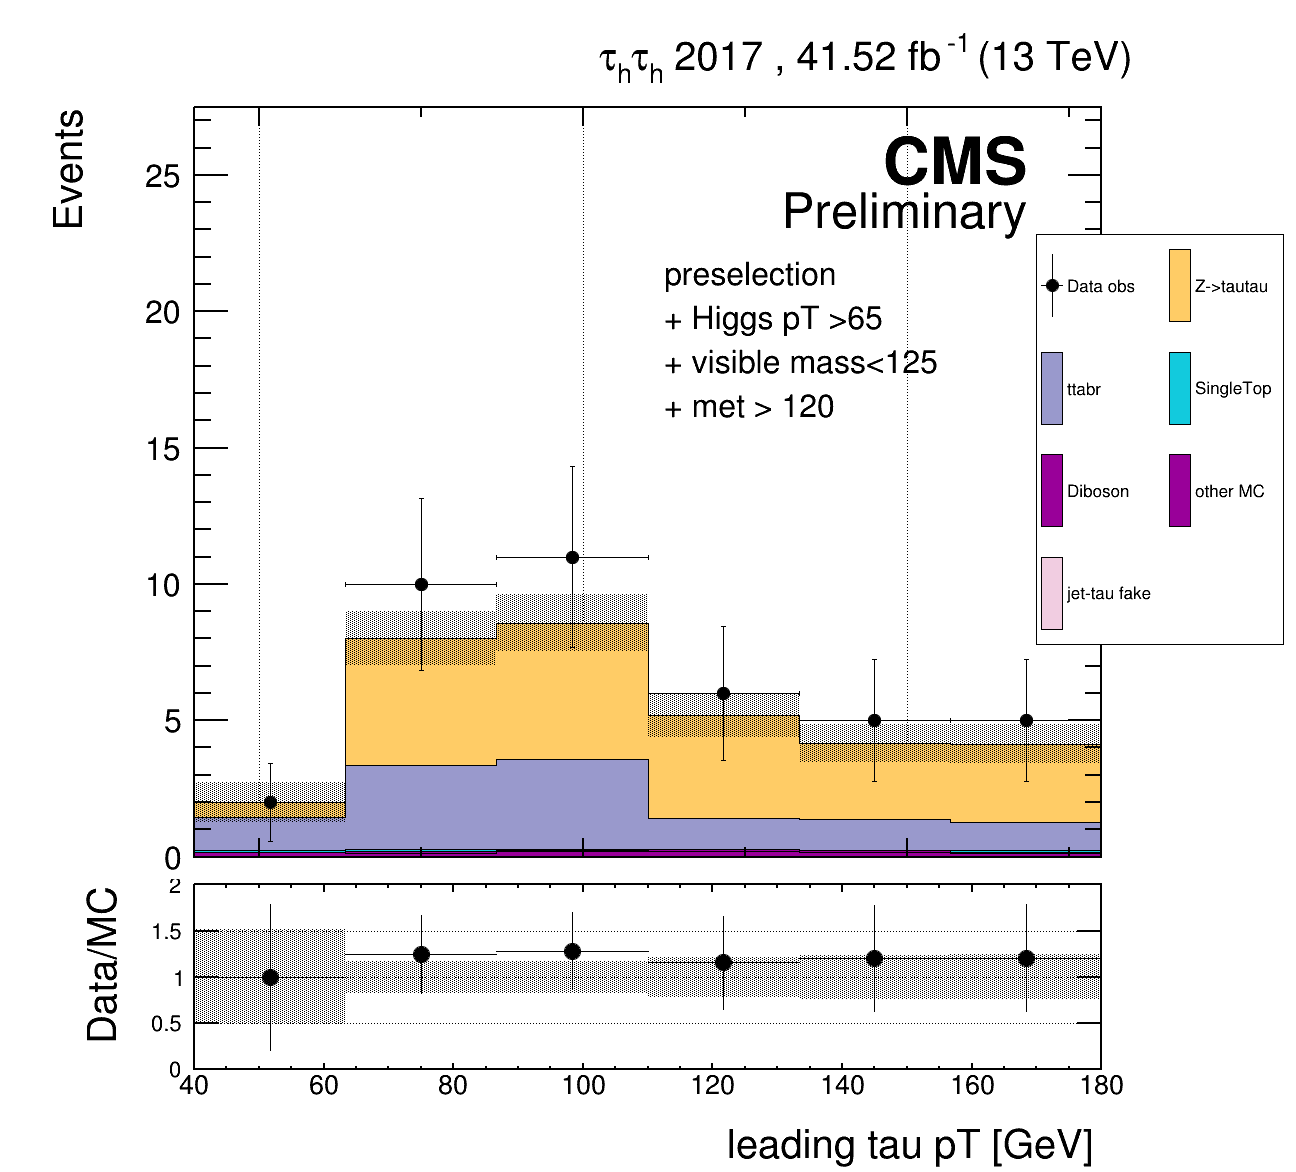 τhτh 2017 , 41.52 fb-1 (13 TeV)
Events
CMS
Preliminary
preselection
+ Higgs pT >65
+ visible mass<125
+ met > 120
Data obs
Z->tautau
ttabr
SingleTop
Diboson
other MC
jet-tau fake
25
20
15
10
5
0
Data/MC
2
1.5
1
0.5
0
40 60 80 100 120 140 160 180
leading tau pT [GeV]